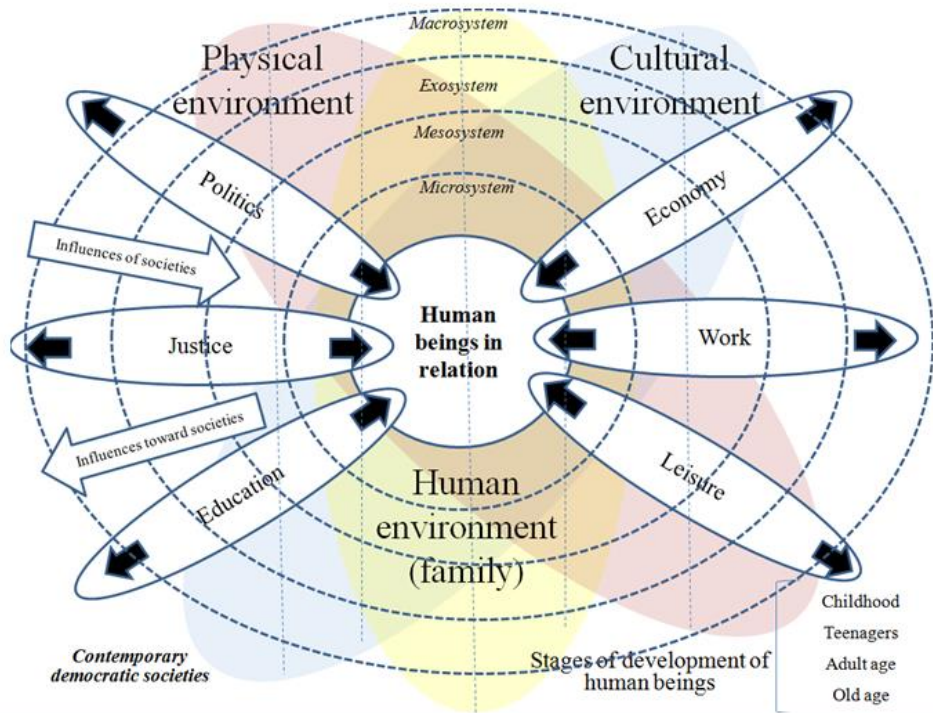 Macrosystem
Physical
environment
Cultural
environment
Exosystem
Mesosystem
Microsystem
Politics
Economy
Influences of societies
Human
beings in
relation
Justice
Work
Influences toward societies
Education
Leisure
Human
environment
(family)
Contemporary
democratic societies
Stages of development of
human beings
Childhood
Teenagers
Adult age
Old age